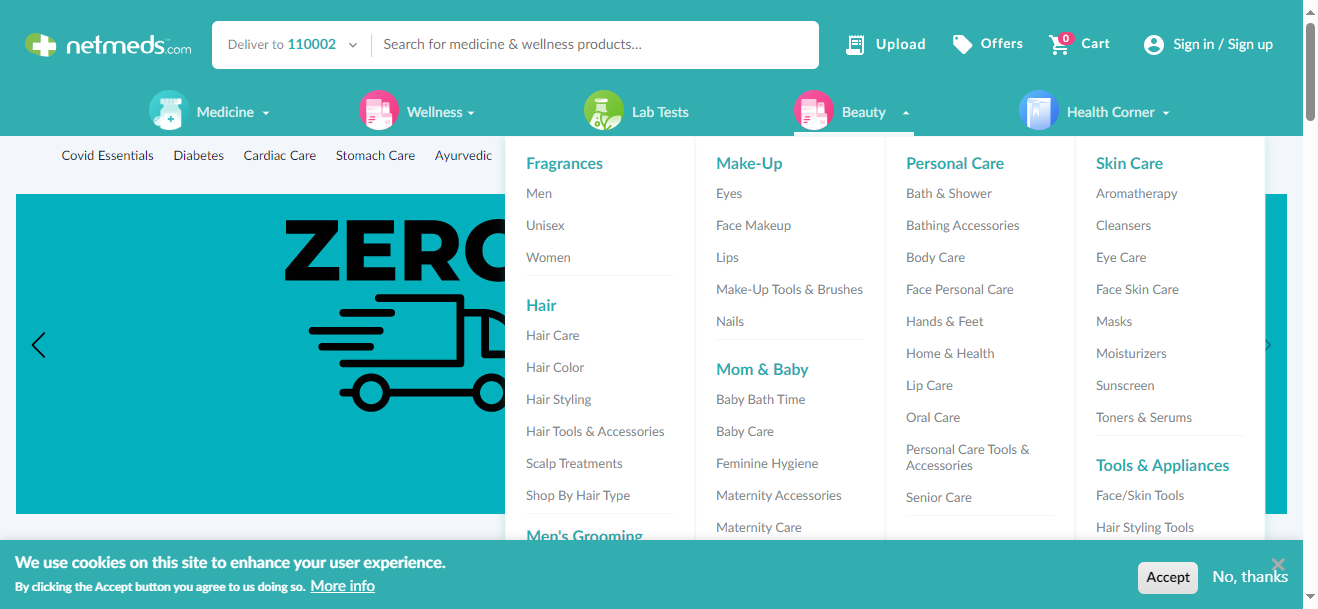 netmeds.com
Deliver to 110002
Search for medicine & wellness products...
Upload
Offers
0
Cart
Sign in / Sign up
Medicine
Wellness
Lab Tests
Beauty
Health Corner
Covid Essentials
Diabetes
Cardiac Care
Stomach Care
Ayurvedic
ZERO
Fragrances
Men
Unisex
Women
Hair
Hair Care
Hair Color
Hair Styling
Hair Tools & Accessories
Scalp Treatments
Shop By Hair Type
Men's Grooming
Make-Up
Eyes
Face Makeup
Lips
Make-Up Tools & Brushes
Nails
Mom & Baby
Baby Bath Time
Baby Care
Feminine Hygiene
Maternity Accessories
Maternity Care
Personal Care
Bath & Shower
Bathing Accessories
Body Care
Face Personal Care
Hands & Feet
Home & Health
Lip Care
Oral Care
Personal Care Tools &
Accessories
Senior Care
Skin Care
Aromatherapy
Cleansers
Eye Care
Face Skin Care
Masks
Moisturizers
Sunscreen
Toners & Serums
Tools & Appliances
Face/Skin Tools
Hair Styling Tools
We use cookies on this site to enhance your user experience.
By clicking the Accept button you agree to us doing so. More info
Accept
No, thanks